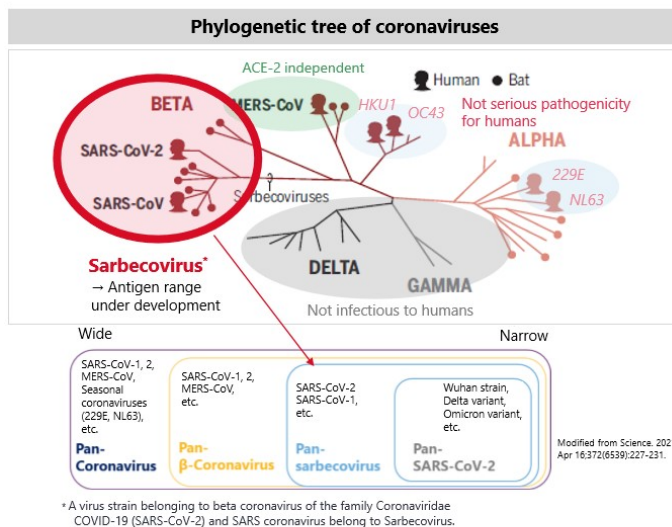 Phylogenetic tree of coronaviruses
ACE-2 independent
Human
Bat
BETA
MERS-CoV
HKU1
OC43
Not serious pathogenicity
for humans
ALPHA
SARS-CoV-2
229E
NL63
SARS-CoV
Sarbecoviruses
DELTA
GAMMA
Sarbecovirus*
→ Antigen range
under development
Not infectious to humans
Wide
Narrow
SARS-CoV-1, 2,
MERS-CoV,
Seasonal
coronaviruses
(229E, NL63),
etc.
Pan-
Coronavirus
SARS-CoV-1, 2,
MERS-CoV,
etc.
Pan-
β-Coronavirus
SARS-CoV-2
SARS-CoV-1,
etc.
Pan-
sarbecovirus
Wuhan strain,
Delta variant,
Omicron variant,
etc.
Pan-
SARS-CoV-2
Modified from Science. 202
Apr 16;372(6539):227-231.
* A virus strain belonging to beta coronavirus of the family Coronaviridae
COVID-19 (SARS-CoV-2) and SARS coronavirus belong to Sarbecovirus.